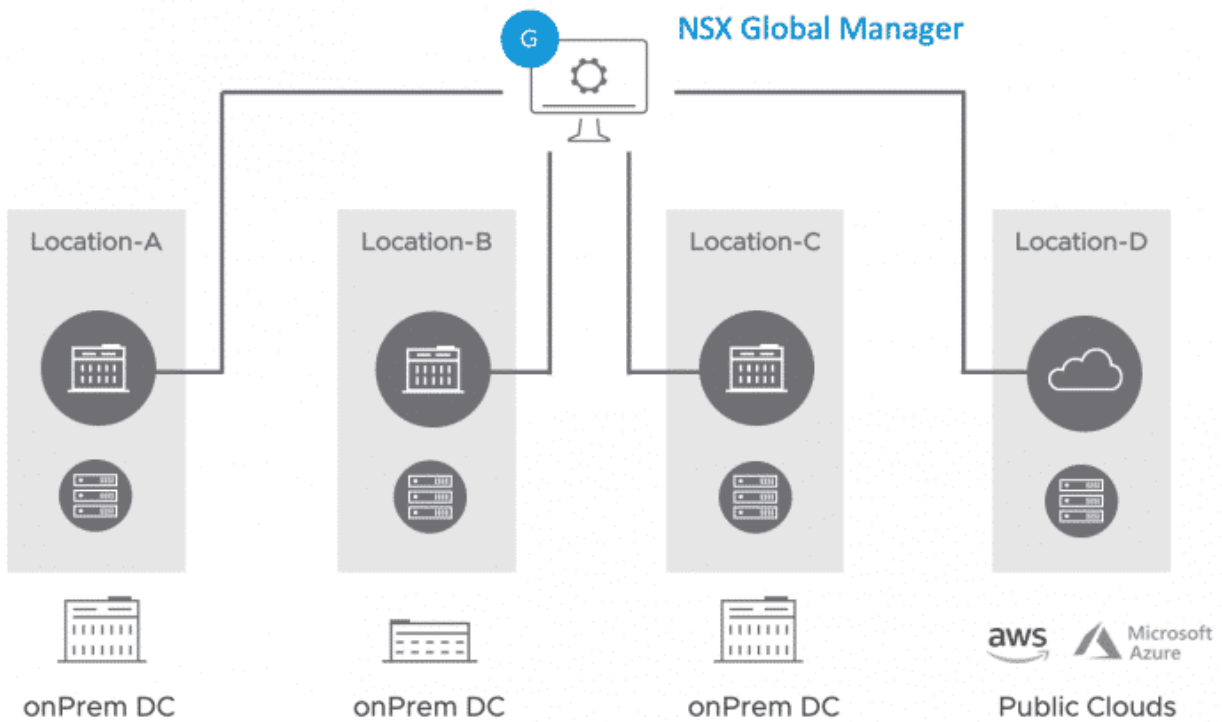 G
NSX Global Manager
Location-A
Location-B
Location-C
Location-D
aws
Microsoft
Azure
onPrem DC
onPrem DC
onPrem DC
Public Clouds